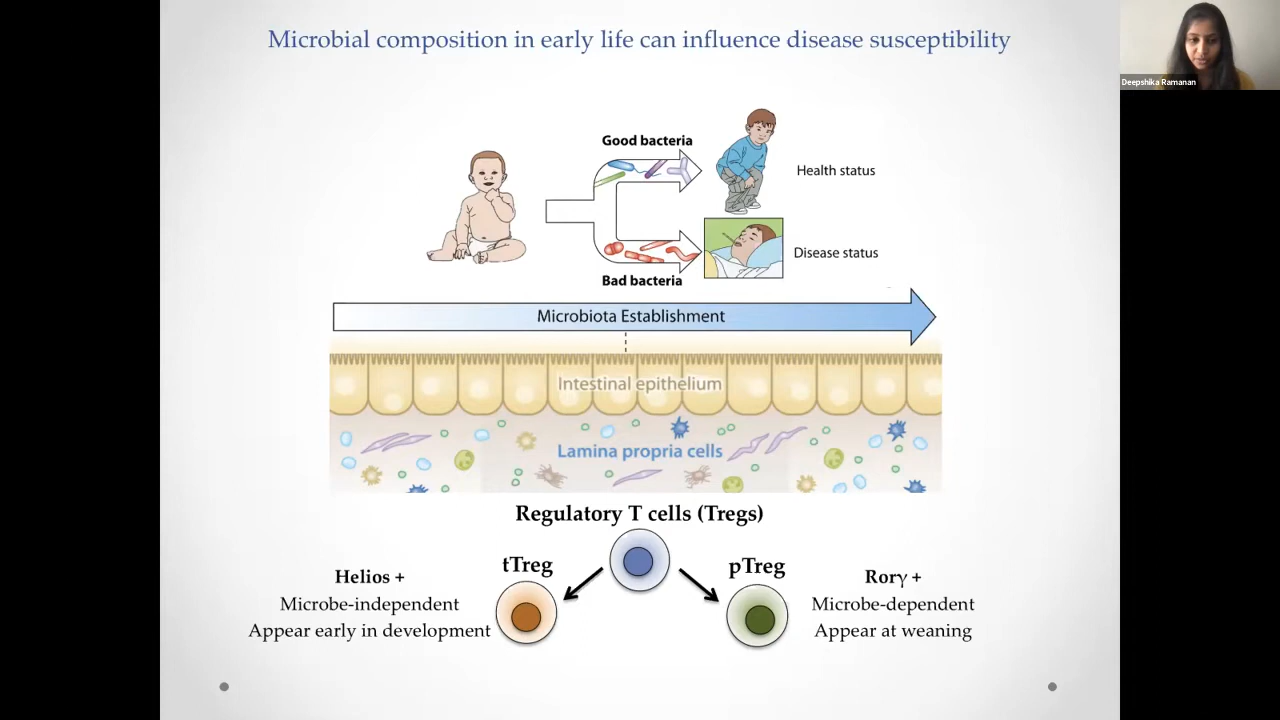 Microbial composition in early life can influence disease susceptibility
Deepshika Ramanan
Good bacteria
Health status
Disease status
Bad bacteria
Microbiota Establishment
Intestinal epithelium
Lamina propria cells
Regulatory T cells (Tregs)
tTreg
pTreg
Helios +
Microbe-independent
Appear early in development
Rorγ +
Microbe-dependent
Appear at weaning